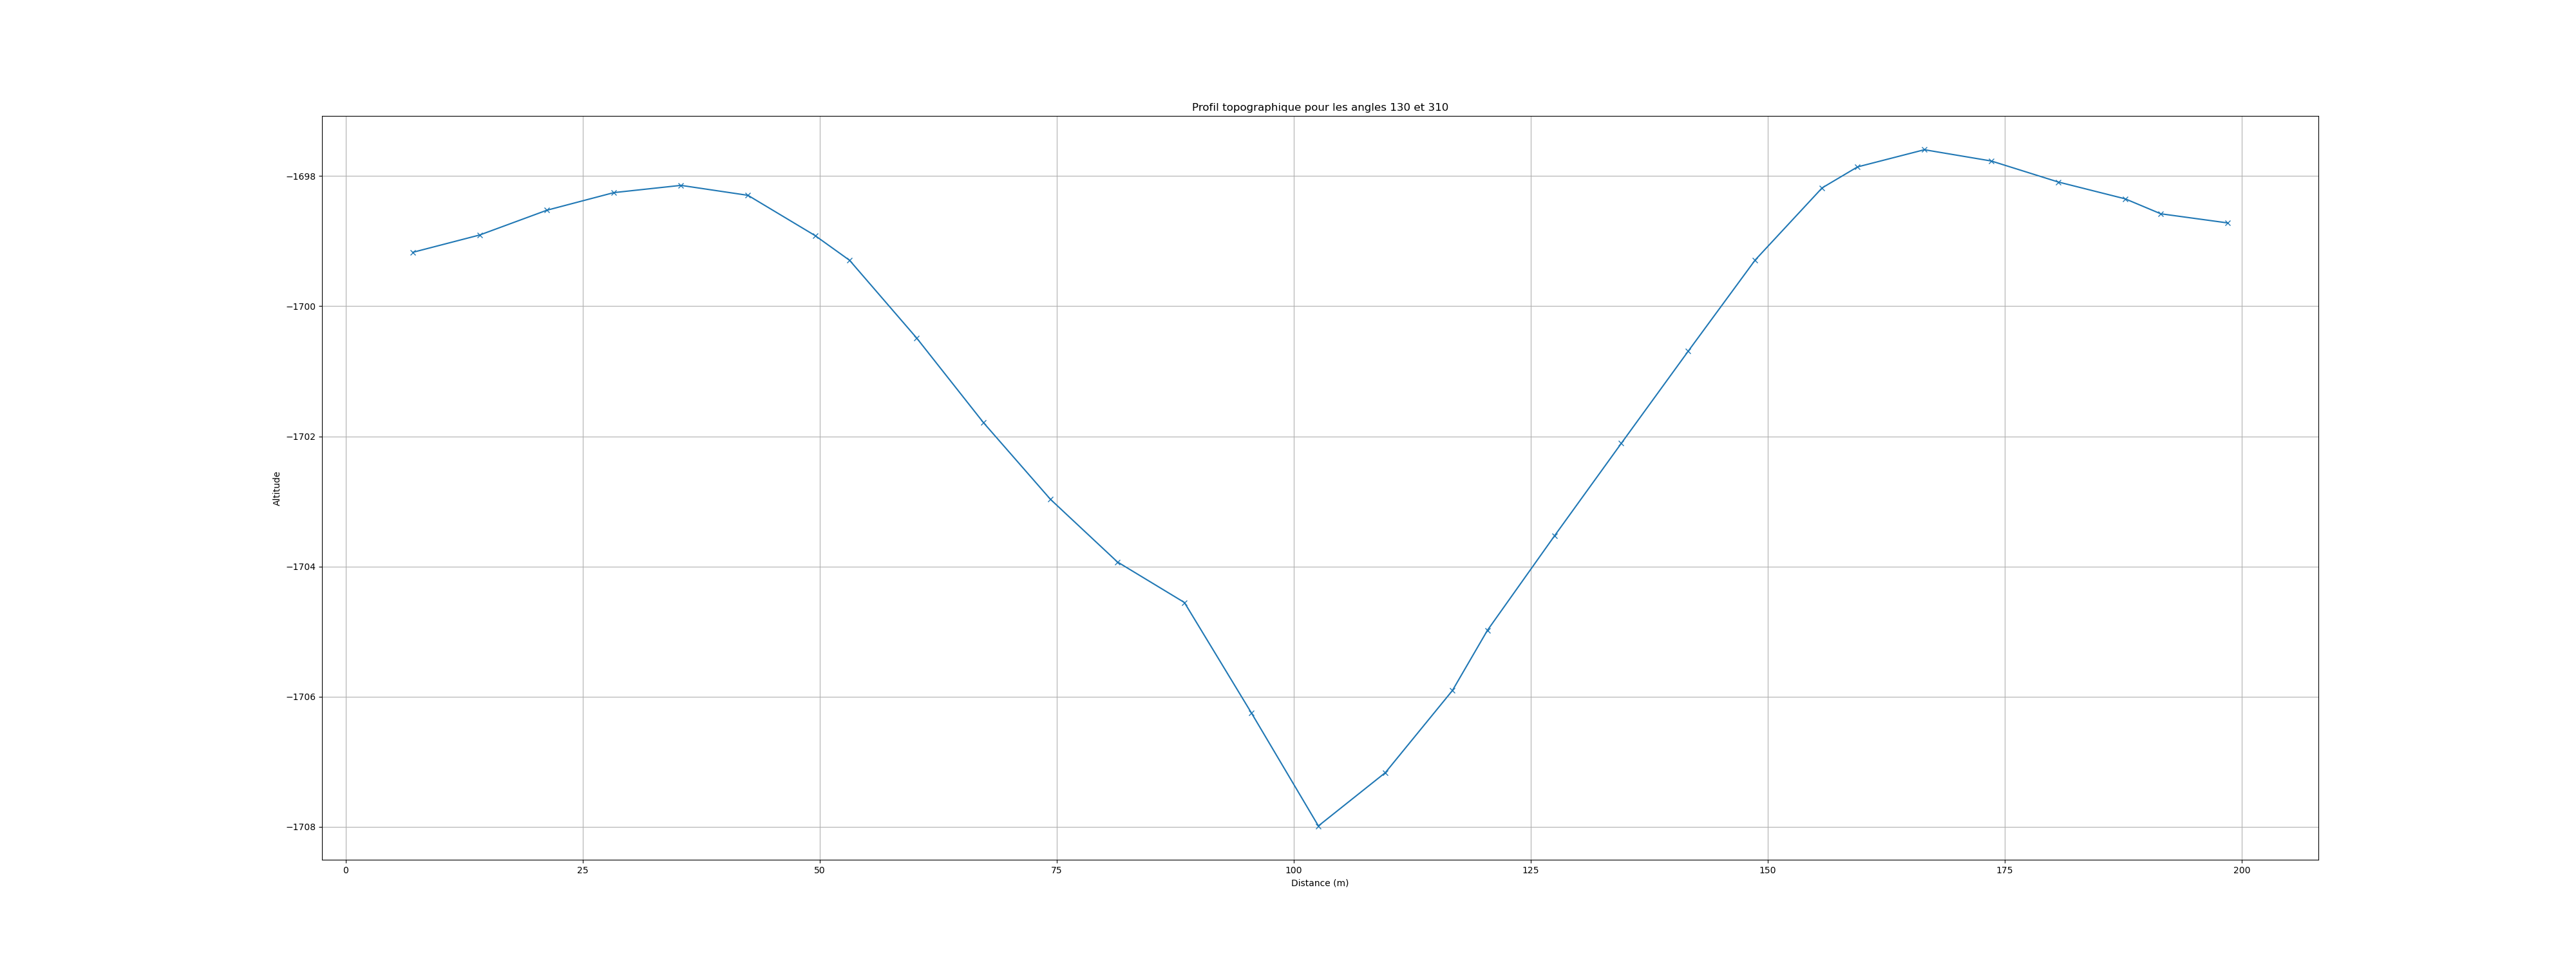 Profil topographique pour les angles 130 et 310
Altitude
−1698
−1700
−1702
−1704
−1706
−1708
0 25 50 75 100 125 150 175 200
Distance (m)